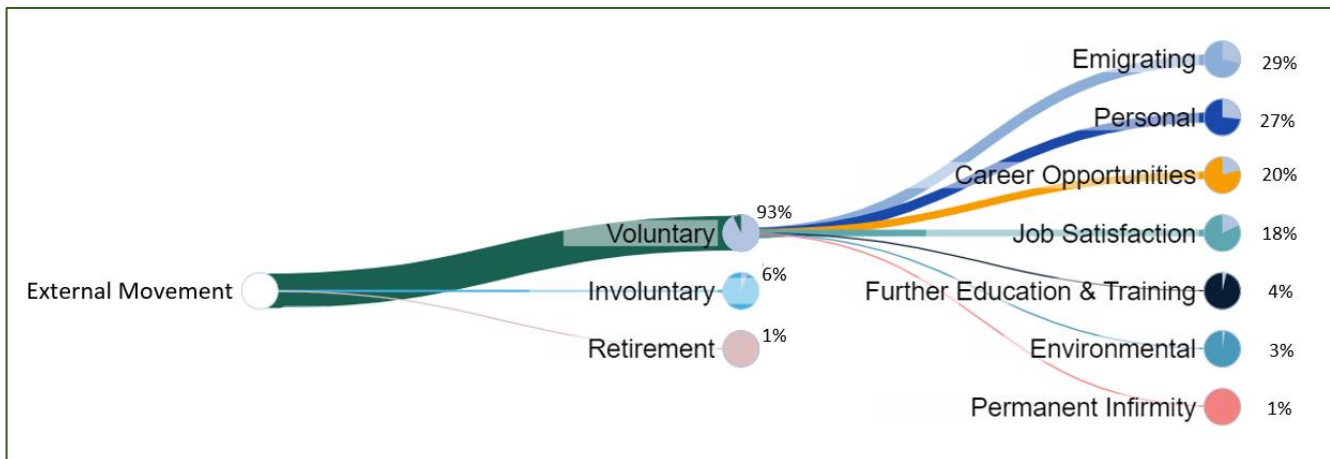 Emigrating 29%
Personal 27%
Career Opportunities 20%
93%
Voluntary
Job Satisfaction 18%
6%
External Movement
Involuntary
Further Education & Training 4%
1%
Retirement
Environmental 3%
Permanent Infirmity 1%